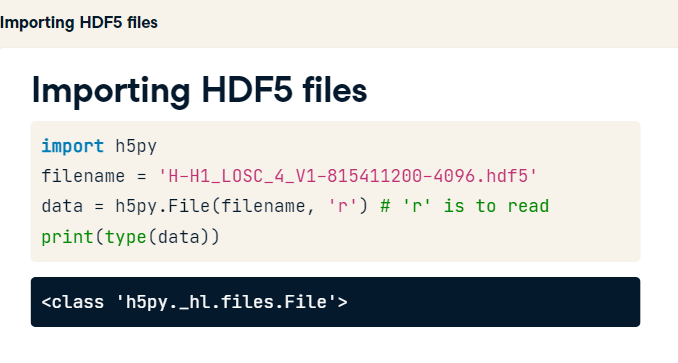 Importing HDF5 files
Importing HDF5 files
import h5py
filename = 'H-H1_LOSC_4_V1-815411200-4096.hdf5'
data = h5py.File(filename, 'r') # 'r' is to read
print(type(data))
<class 'h5py._hl.files.File'>